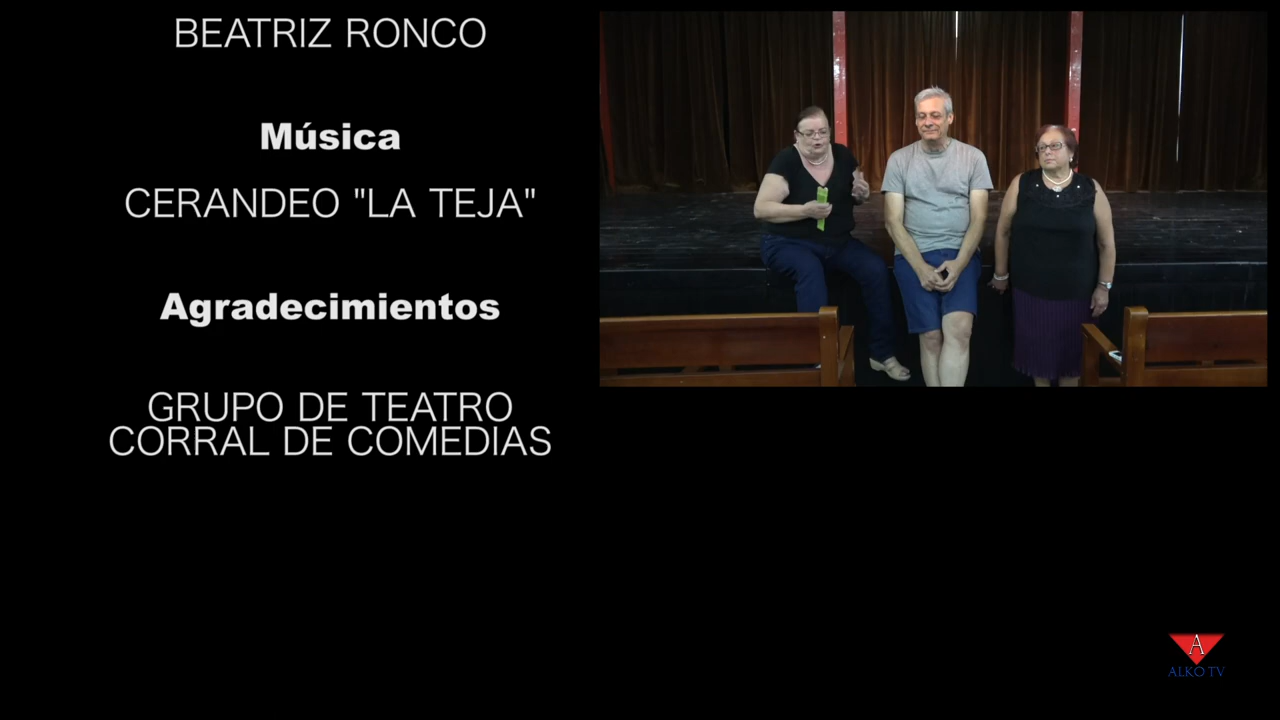 BEATRIZ RONCO
Música
CERANDEO "LA TEJA"
Agradecimientos
GRUPO DE TEATRO
CORRAL DE COMEDIAS
A
ALKO TV